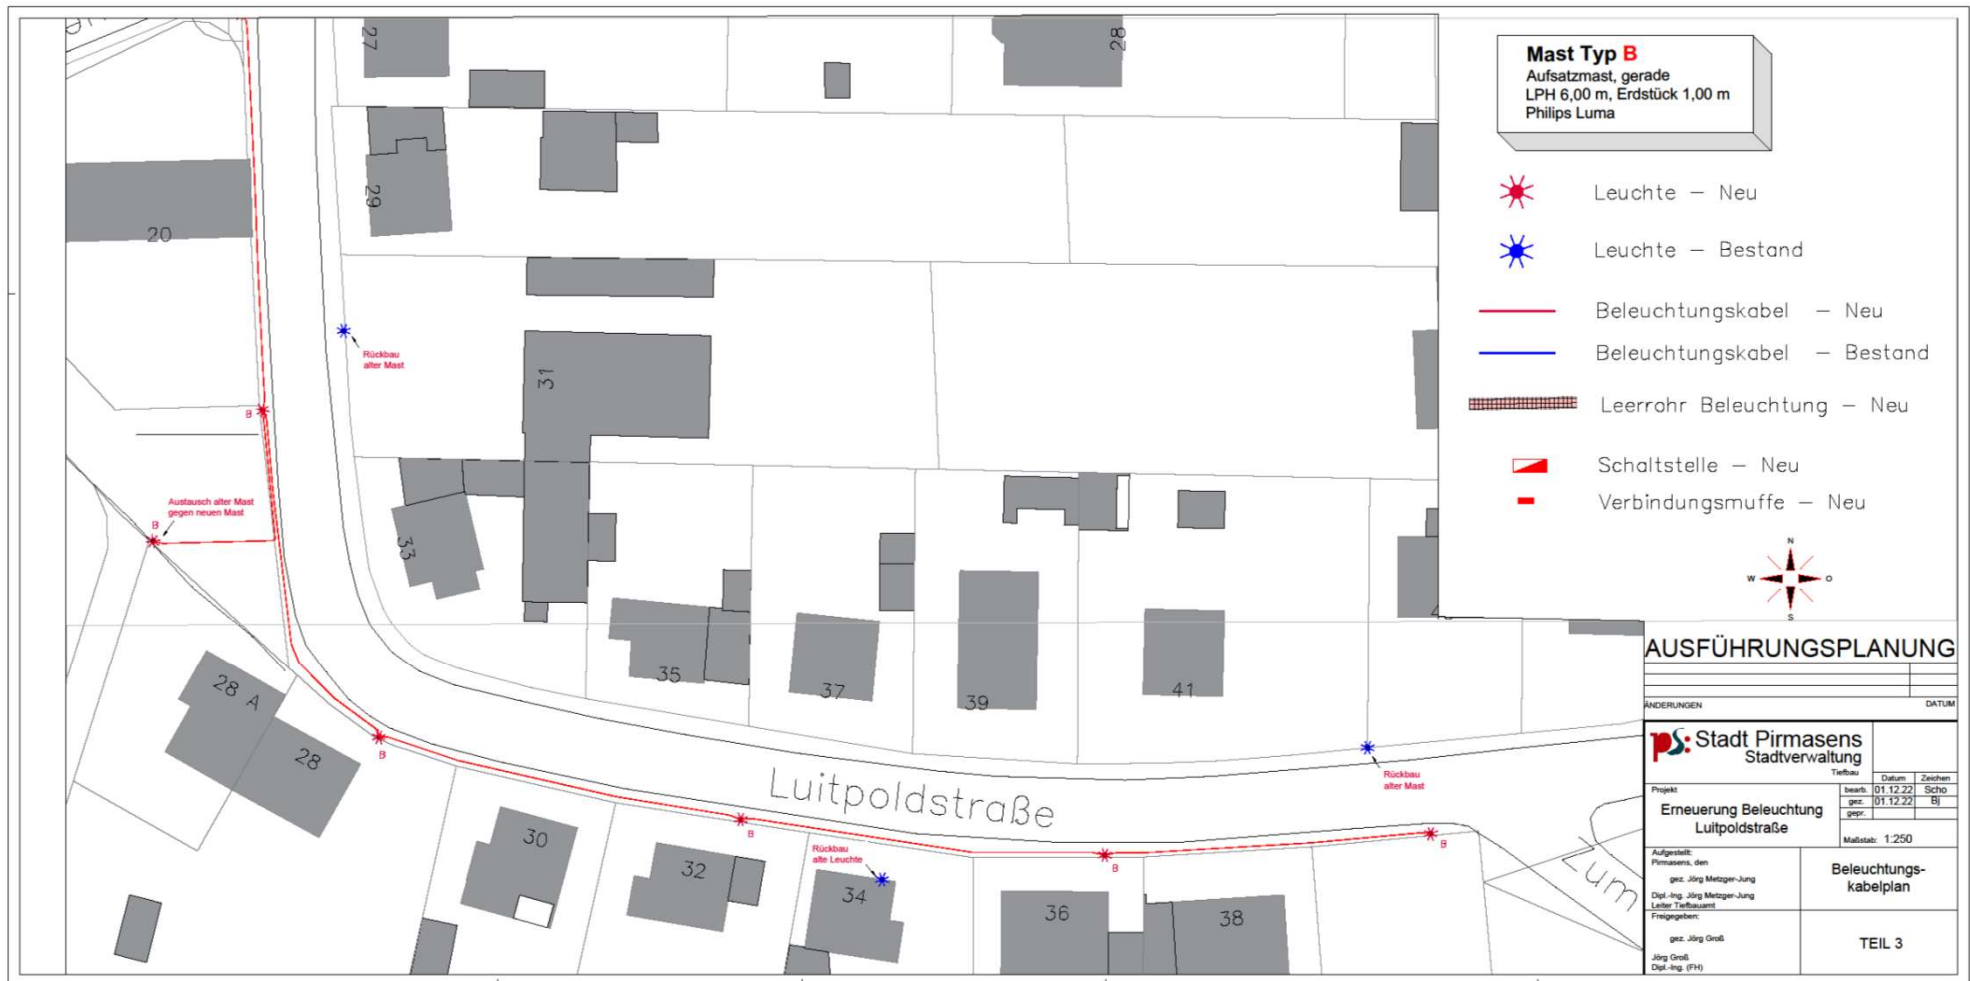 27
28
Mast Typ B
Aufsatzmast, gerade
LPH 6,00 m, Erdstück 1,00 m
Philips Luma
29
20
Leuchte – Neu
Leuchte – Bestand
Beleuchtungskabel – Neu
Beleuchtungskabel – Bestand
Leerrohr Beleuchtung – Neu
Schaltstelle – Neu
Verbindungsmuffe – Neu
N
W
O
S
Rückbau
alter Mast
31
B
Austausch alter Mast
gegen neuen Mast
B
33
35
37
39
41
28 A
28
B
Luitpoldstraße
Rückbau
alter Mast
B
B
B
30
32
Rückbau
alte Leuchte
34
36
38
Zum
AUSFÜHRUNGSPLANUNG
ÄNDERUNGEN
DATUM
ps: Stadt Pirmasens
Stadtverwaltung
Tiefbau
Datum Zeichen
Projekt
bearb. 01.12.22 Scho
gez. 01.12.22 Bj
gepr.
Erneuerung Beleuchtung
Luitpoldstraße
Maßstab: 1:250
Aufgestellt:
Pirmasens, den
gez. Jörg Metzger-Jung
Dipl.-Ing. Jörg Metzger-Jung
Leiter Tiefbauamt
Beleuchtungs-
kabelplan
Freigegeben:
gez. Jörg Groß
Jörg Groß
Dipl.-Ing. (FH)
TEIL 3